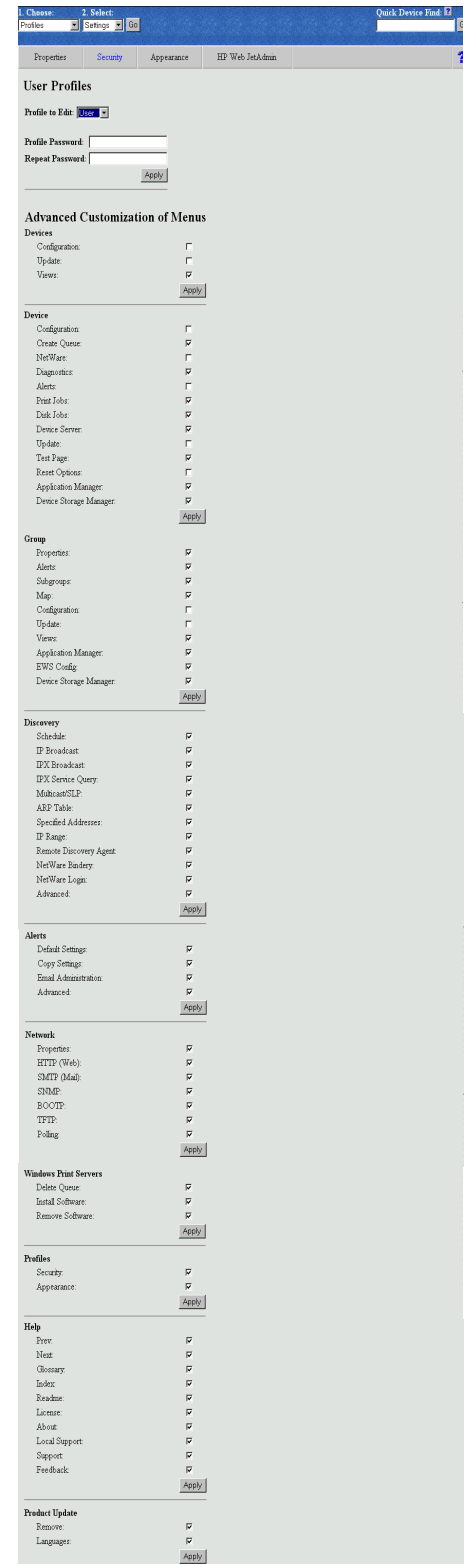 1. Choose: 2. Select: Quick Device Find: ?
Profiles Settings Go
Properties Security Appearance HP Web JetAdmin ?
User Profiles
Profile to Edit: User
Profile Password:
Repeat Password:
Apply
Advanced Customization of Menus
Devices
Configuration:
Update:
Views:
Apply
Device
Configuration:
Create Queue:
NetWare:
Diagnostics:
Alerts:
Print Jobs:
Disk Jobs:
Device Server:
Update:
Test Page:
Reset Options:
Application Manager:
Device Storage Manager:
Apply
Group
Properties:
Alerts:
Subgroups:
Map:
Configuration:
Update:
Views:
Application Manager:
EWS Config:
Device Storage Manager:
Apply
Discovery
Schedule:
IP Broadcast:
IPX Broadcast:
IPX Service Query:
Multicast/SLP:
ARP Table:
Specified Addresses:
IP Range:
Remote Discovery Agent:
NetWare Bindery:
NetWare Login:
Advanced:
Apply
Alerts
Default Settings:
Copy Settings:
Email Administration:
Advanced:
Apply
Network
Properties:
HTTP (Web):
SMTP (Mail):
SNMP:
BOOTP:
TFTP:
Polling:
Apply
Windows Print Servers
Delete Queue:
Install Software:
Remove Software:
Apply
Profiles
Security:
Appearance:
Apply
Help
Prev:
Next:
Glossary:
Index:
Readme:
License:
About:
Local Support:
Support:
Feedback:
Apply
Product Update
Remove:
Languages:
Apply